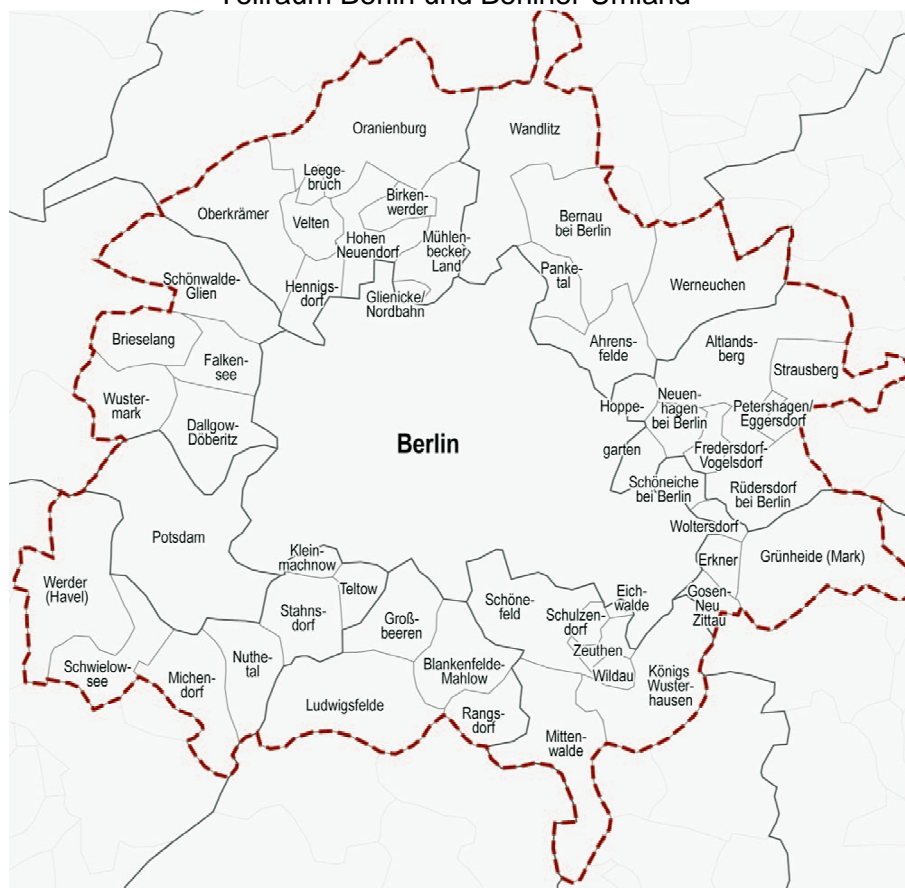 Teilraum Berlin und Berliner Umland
Oranienburg
Wandlitz
Leege-
bruch
Birken-
werder
Oberkrämer
Velten
Bernau
bei Berlin
Hohen
Neuendorf
Mühlen-
becker
Land
Schönwalde-
Glien
Hennigs-
dorf
Glienicke/
Nordbahn
Panke-
tal
Werneuchen
Brieselang
Falken-
see
Ahrens-
felde
Altlands-
berg
Strausberg
Wuster-
mark
Dallgow-
Döberitz
Hoppe-
garten
Neuen-
hagen
bei Berlin
Petershagen/
Eggersdorf
Berlin
Fredersdorf-
Vogelsdorf
Schöneiche
bei Berlin
Rüdersdorf
bei Berlin
Woltersdorf
Potsdam
Klein-
machnow
Erkner
Grünheide (Mark)
Werder
(Havel)
Teltow
Stahns-
dorf
Groß-
beeren
Schöne-
feld
Eich-
walde
Schulzen-
dorf
Gosen-
Neu
Zittau
Zeuthen
Wildau
Schwielow-
see
Michen-
dorf
Nuthe-
tal
Blankenfelde-
Mahlow
Königs
Wuster-
hausen
Ludwigsfelde
Rangs-
dorf
Mitten-
walde